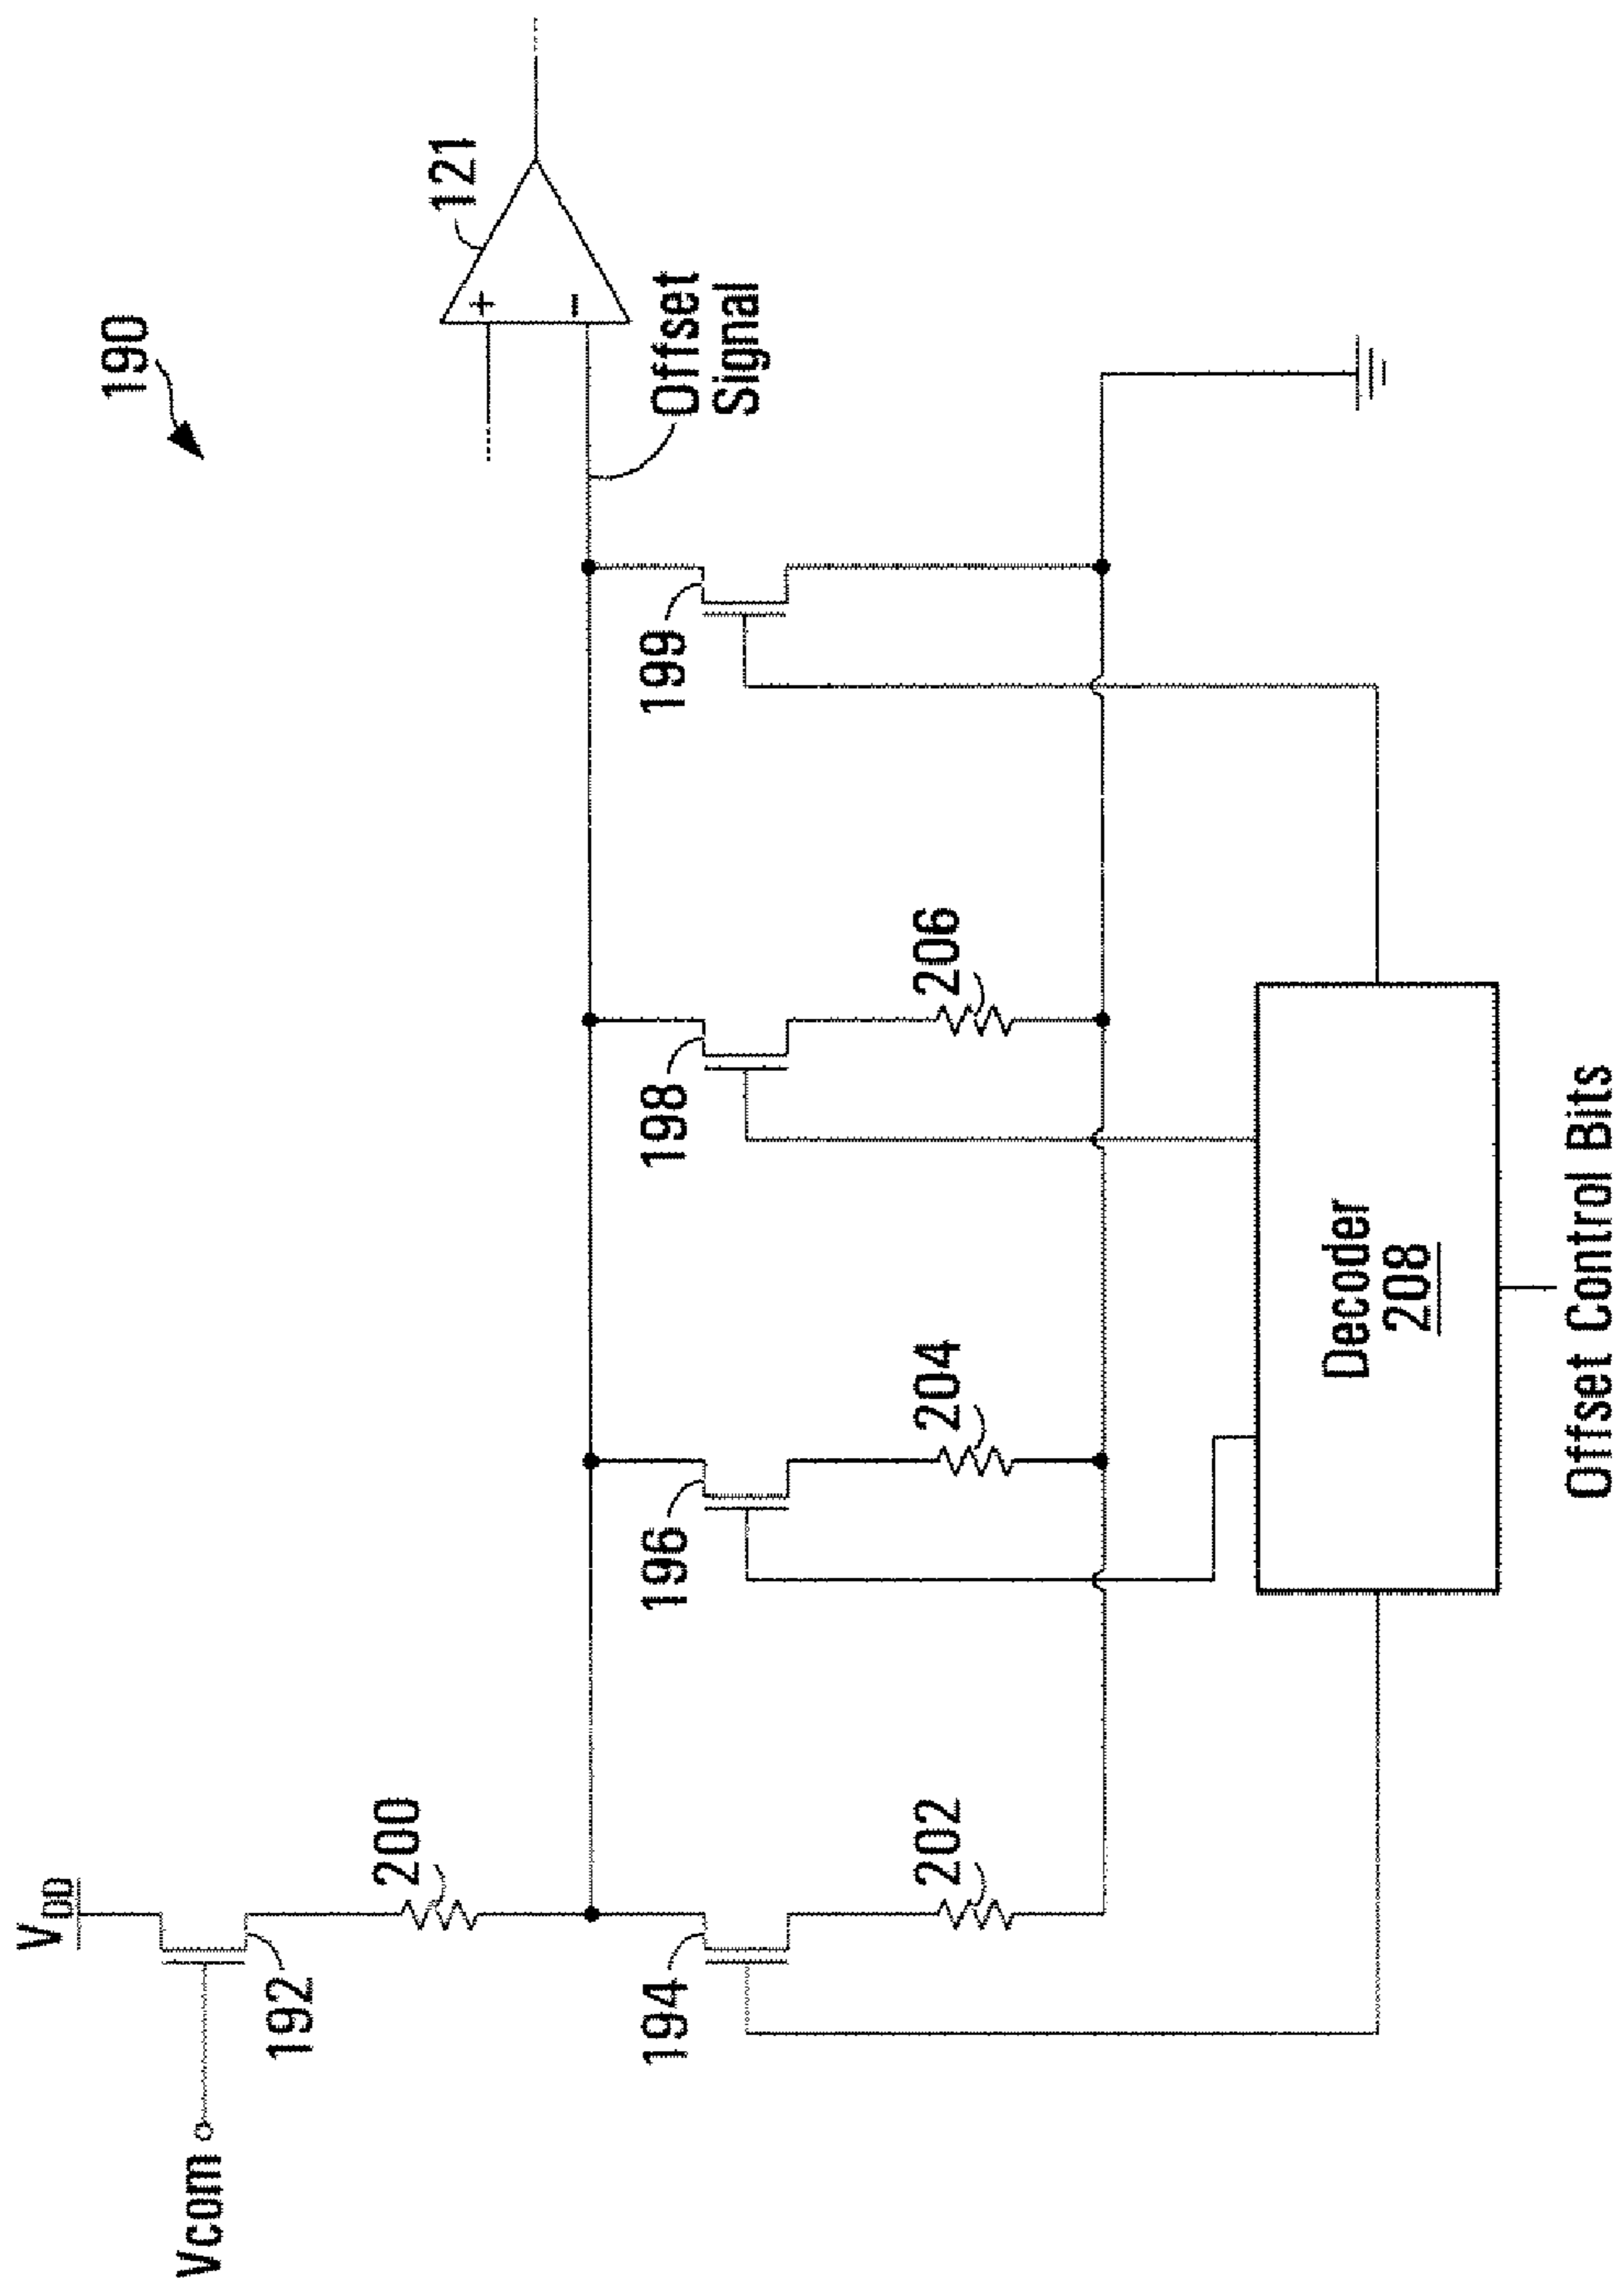 190
V_DD
Vcom
192
200
121
+
−
Offset
Signal
194
196
198
199
202
204
206
Decoder
208
Offset Control Bits